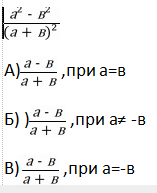 a² - в²
(a + в)²
А) a - в / a + в ,при а=в
Б) ) a - в / a + в при а≠ -в
В) a - в / a + в ,при а=-в